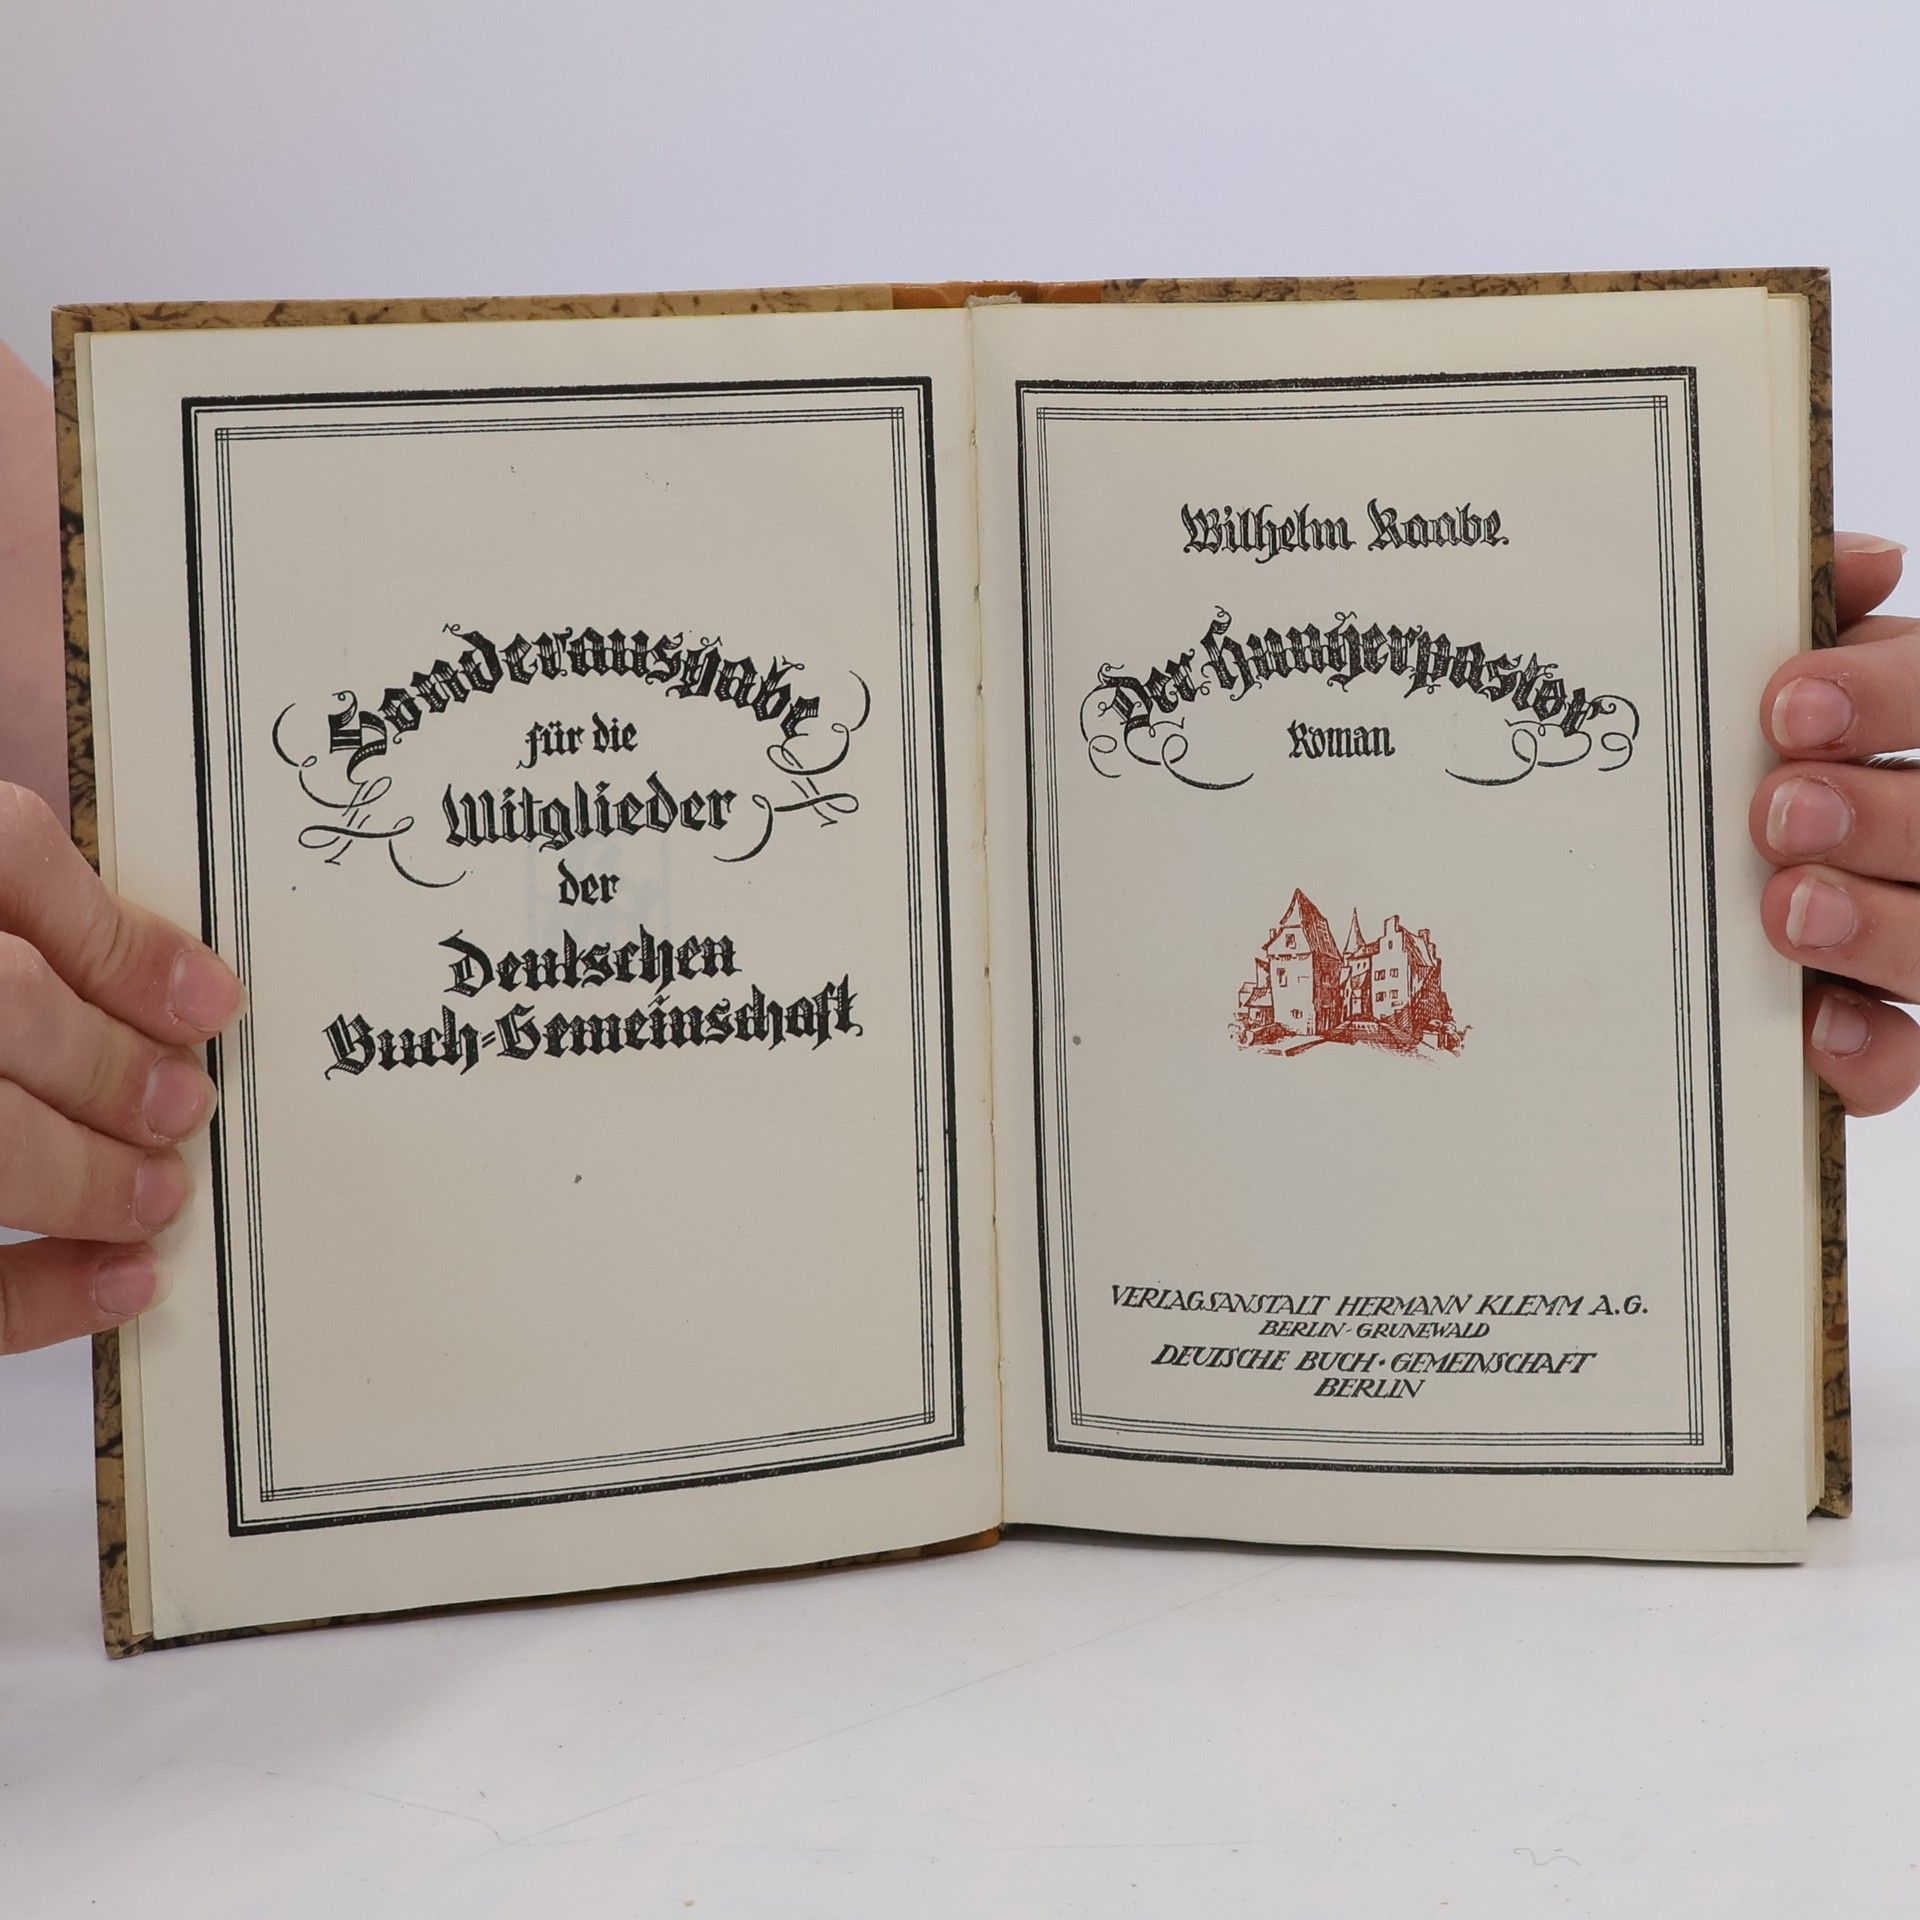 Sonderausgabe
für die
Mitglieder
der
Deutschen
Buch-Gemeinschaft
Wilhelm Raabe
Der Hungerpastor
Roman
VERLAGSANSTALT HERMANN KLEMM A.G.
BERLIN-GRUNEWALD
DEUTSCHE BUCH·GEMEINSCHAFT
BERLIN